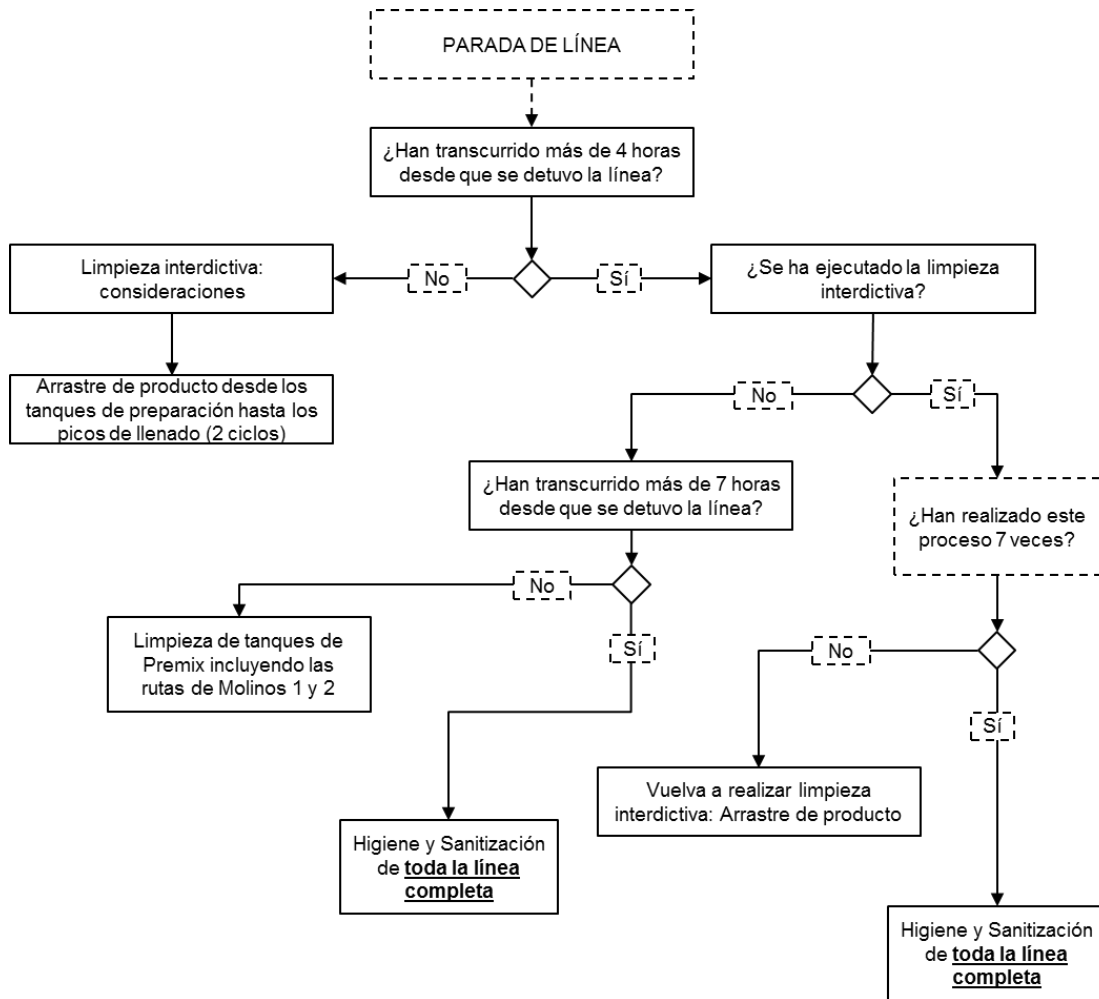 PARADA DE LÍNEA
¿Han transcurrido más de 4 horas
desde que se detuvo la línea?
Limpieza interdictiva:
consideraciones
No
Sí
¿Se ha ejecutado la limpieza
interdictiva?
Arrastre de producto desde los
tanques de preparación hasta los
picos de llenado (2 ciclos)
No
Sí
¿Han transcurrido más de 7 horas
desde que se detuvo la línea?
¿Han realizado este
proceso 7 veces?
No
Sí
Limpieza de tanques de
Premix incluyendo las
rutas de Molinos 1 y 2
No
Sí
Vuelva a realizar limpieza
interdictiva: Arrastre de producto
Higiene y Sanitización
de toda la línea
completa
Higiene y Sanitización
de toda la línea
completa